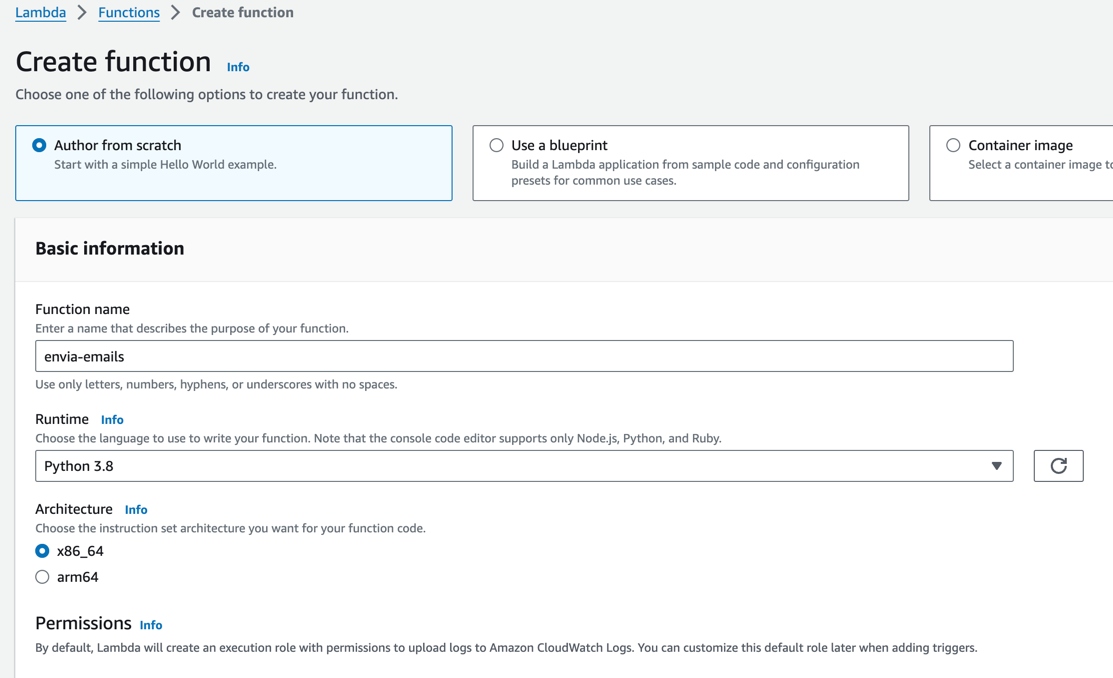 Lambda > Functions > Create function
Create function Info
Choose one of the following options to create your function.
Author from scratch
Start with a simple Hello World example.
Use a blueprint
Build a Lambda application from sample code and configuration
presets for common use cases.
Container image
Select a container image to
Basic information
Function name
Enter a name that describes the purpose of your function.
envia-emails
Use only letters, numbers, hyphens, or underscores with no spaces.
Runtime Info
Choose the language to use to write your function. Note that the console code editor supports only Node.js, Python, and Ruby.
Python 3.8
Architecture Info
Choose the instruction set architecture you want for your function code.
x86_64
arm64
Permissions Info
By default, Lambda will create an execution role with permissions to upload logs to Amazon CloudWatch Logs. You can customize this default role later when adding triggers.